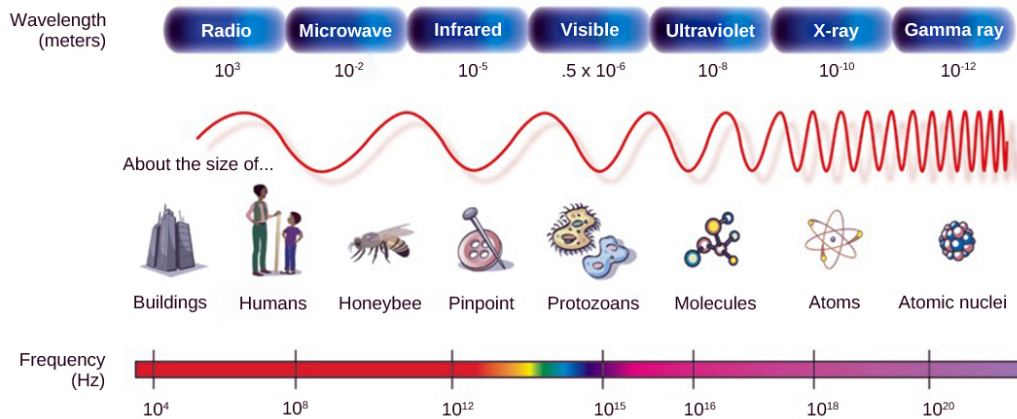 Wavelength (meters)
Radio Microwave Infrared Visible Ultraviolet X-ray Gamma ray
10³ 10⁻² 10⁻⁵ .5 x 10⁻⁶ 10⁻⁸ 10⁻¹⁰ 10⁻¹²
About the size of...
Buildings Humans Honeybee Pinpoint Protozoans Molecules Atoms Atomic nuclei
Frequency (Hz)
10⁴ 10⁸ 10¹² 10¹⁵ 10¹⁶ 10¹⁸ 10²⁰